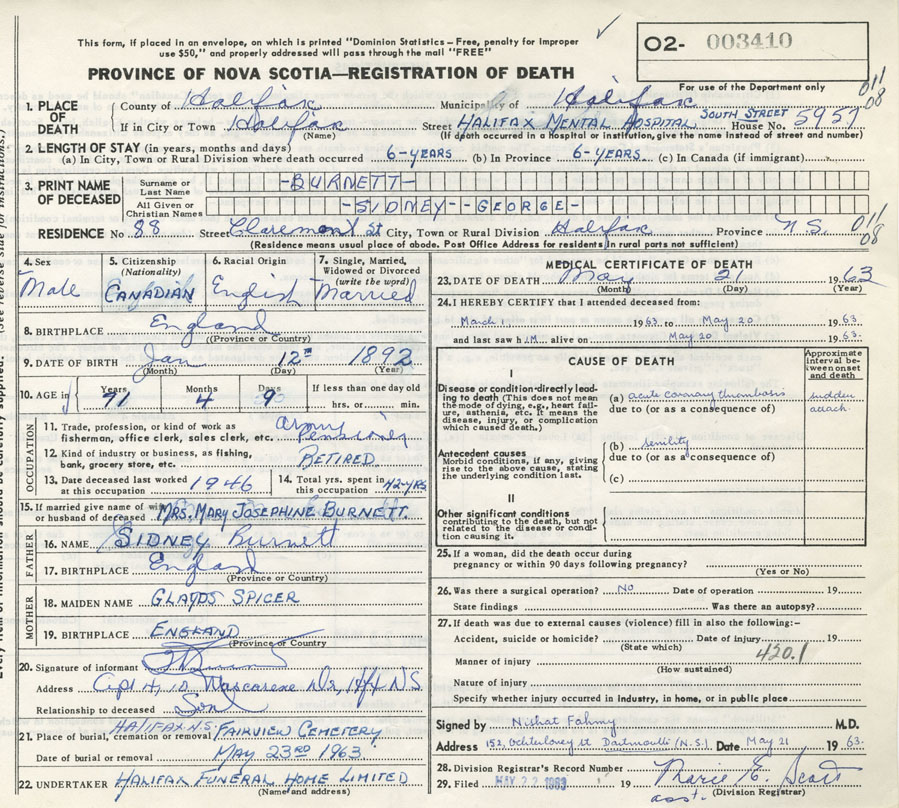 This form, if placed in an envelope, on which is printed "Dominion Statistics – Free, penalty for improper
use $50," and properly addressed will pass through the mail "FREE"
O2- 003410
For use of the Department only
PROVINCE OF NOVA SCOTIA—REGISTRATION OF DEATH
011
08
1. PLACE OF DEATH
County of Halifax Municipality of Halifax
If in City or Town Halifax Street HALIFAX MENTAL HOSPITAL SOUTH STREET House No. 5957
(Name) (If death occurred in a hospital or institution, give the name instead of street and number)
2. LENGTH OF STAY (in years, months and days)
(a) In City, Town or Rural Division where death occurred 6-YEARS (b) In Province 6-YEARS (c) In Canada (if immigrant)
3. PRINT NAME OF DECEASED
Surname or Last Name -BURNETT-
All Given or Christian Names -SIDNEY--GEORGE-
RESIDENCE No 88 Street Claremont St City, Town or Rural Division Halifax Province N.S.
011
08
(Residence means usual place of abode. Post Office Address for residents in rural parts not sufficient)
4. Sex
Male
5. Citizenship (Nationality)
CANADIAN
6. Racial Origin
English
7. Single, Married, Widowed or Divorced (write the word)
Married
8. BIRTHPLACE England
(Province or Country)
9. DATE OF BIRTH Jan 12TH 1892
(Month) (Day) (Year)
10. AGE in Years Months Days If less than one day old
71 4 9 hrs. or min.
OCCUPATION
11. Trade, profession, or kind of work as
fisherman, office clerk, sales clerk, etc. army Pensioner
12. Kind of industry or business, as fishing,
bank, grocery store, etc. RETIRED
13. Date deceased last worked at this occupation 1946
14. Total yrs. spent in this occupation 42-YRS
15. If married give name of wife
or husband of deceased MRS. MARY JOSEPHINE BURNETT
FATHER
16. NAME SIDNEY Burnett
17. BIRTHPLACE England
(Province or Country)
MOTHER
18. MAIDEN NAME GLADYS SPICER
19. BIRTHPLACE ENGLAND
(Province or Country)
20. Signature of informant
Address Apt 4, 10 Mascarene Dr, Hfx NS
Relationship to deceased Son
21. Place of burial, cremation or removal HALIFAX N.S. FAIRVIEW CEMETERY
Date of burial or removal MAY 23RD 1963
22. UNDERTAKER HALIFAX FUNERAL HOME LIMITED
(Name and address)
MEDICAL CERTIFICATE OF DEATH
23. DATE OF DEATH May 21 1963
(Month) (Day) (Year)
24. I HEREBY CERTIFY that I attended deceased from:
March 1 1963 to May 20 1963
and last saw him alive on May 20 1963.
CAUSE OF DEATH
Approximate interval between onset and death
I
Disease or condition directly leading to death (This does not mean the mode of dying, e.g., heart failure, asthenia, etc. it means the disease, injury, or complication which caused death.)
(a) acute coronary thrombosis sudden attack.
due to (or as a consequence of)
Antecedent causes
Morbid conditions, if any, giving rise to the above cause, stating the underlying condition last.
(b) senility
due to (or as a consequence of)
(c)
II
Other significant conditions
contributing to the death, but not related to the disease or condition causing it.
25. If a woman, did the death occur during
pregnancy or within 90 days following pregnancy?
(Yes or No)
26. Was there a surgical operation? No Date of operation 19
State findings Was there an autopsy?
27. If death was due to external causes (violence) fill in also the following:-
Accident, suicide or homicide? Date of injury 19
(State which)
420.1
Manner of injury
(How sustained)
Nature of injury
Specify whether injury occurred in industry, in home, or in public place
Signed by Nishat Fahmy M.D.
Address 152, Ochterloney St Dartmouth (N.S.) Date May 21 1963.
28. Division Registrar's Record Number
29. Filed MAY 22 1963 19 Marie E. Scott
asst. (Division Registrar)